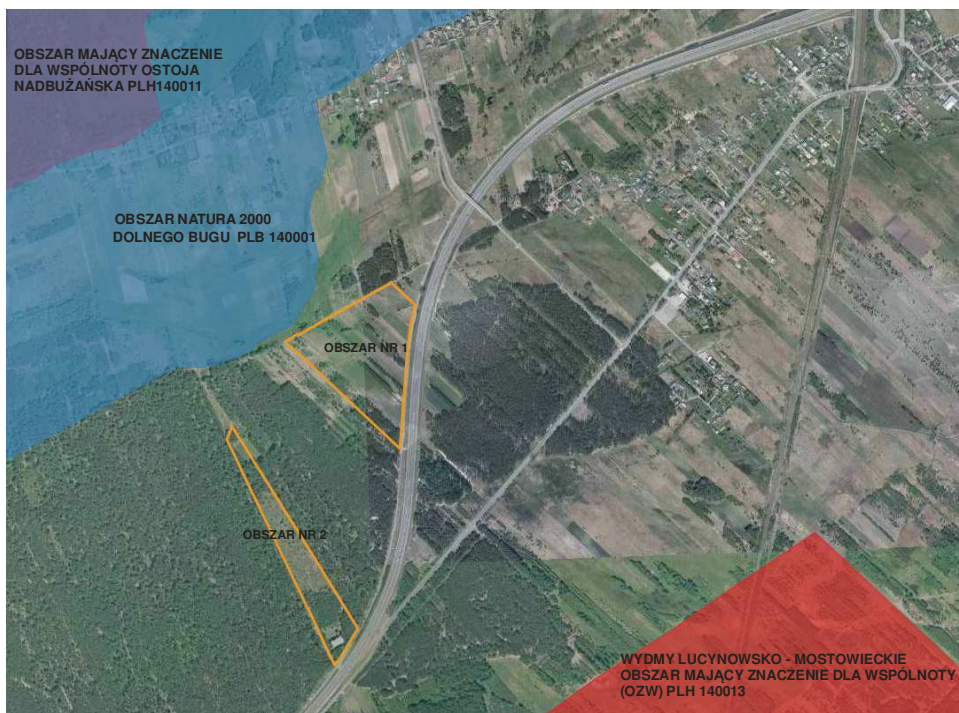 OBSZAR MAJĄCY ZNACZENIE
DLA WSPÓLNOTY OSTOJA
NADBUŻAŃSKA PLH140011
OBSZAR NATURA 2000
DOLNEGO BUGU PLB 140001
OBSZAR NR 1
OBSZAR NR 2
WYDMY LUCYNOWSKO - MOSTOWIECKIE
OBSZAR MAJĄCY ZNACZENIE DLA WSPÓLNOTY
(OZW) PLH 140013